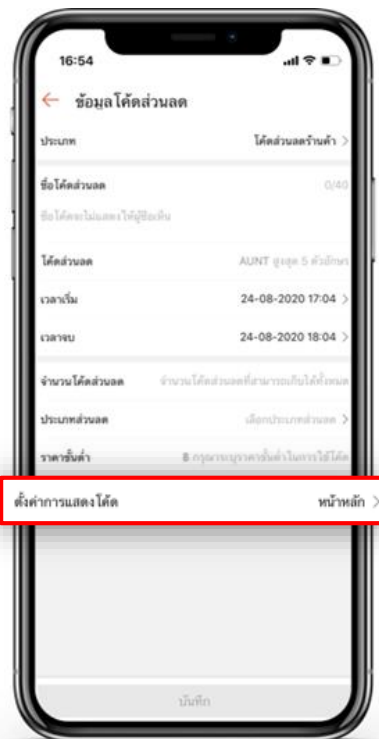 16:54
ข้อมูลโค้ดส่วนลด
ประเภท โค้ดส่วนลดร้านค้า >
ชื่อโค้ดส่วนลด 0/40
ชื่อโค้ดจะไม่แสดงให้ผู้ซื้อเห็น
โค้ดส่วนลด AUNT สูงสุด 5 ตัวอักษร
เวลาเริ่ม 24-08-2020 17:04 >
เวลาจบ 24-08-2020 18:04 >
จำนวนโค้ดส่วนลด จำนวนโค้ดส่วนลดที่สามารถเก็บได้ทั้งหมด
ประเภทส่วนลด เลือกประเภทส่วนลด >
ราคาขั้นต่ำ ฿ กรุณาระบุราคาขั้นต่ำในการใช้โค้ด
ตั้งค่าการแสดงโค้ด หน้าหลัก >
บันทึก